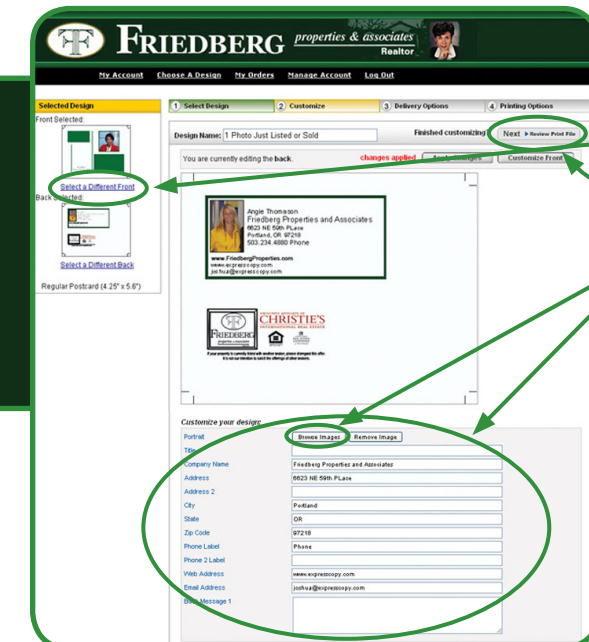 FRIEDBERG properties & associates
Realtor
My Account Choose A Design My Orders Manage Account Log Out
Selected Design
Front Selected:
Select a Different Front
Back Selected:
Select a Different Back
Regular Postcard (4.25" x 5.6")
1 Select Design 2 Customize 3 Delivery Options 4 Printing Options
Design Name: 1 Photo Just Listed or Sold Finished customizing? Next Review Print File
You are currently editing the back. changes applied Apply Changes Customize Front
Angie Thomason
Friedberg Properties and Associates
6623 NE 59th PLace
Portland, OR 97218
503.234.4880 Phone
www.FriedbergProperties.com
www.expresscopy.com
joshua@expresscopy.com
FRIEDBERG
CHRISTIE'S
INTERNATIONAL REAL ESTATE
Customize your design:
Portrait Browse Images Remove Image
Title
Company Name Friedberg Properties and Associates
Address 6623 NE 59th PLace
Address 2
City Portland
State OR
Zip Code 97218
Phone Label Phone
Phone 2 Label
Web Address www.expresscopy.com
Email Address joshua@expresscopy.com
Back Message 1